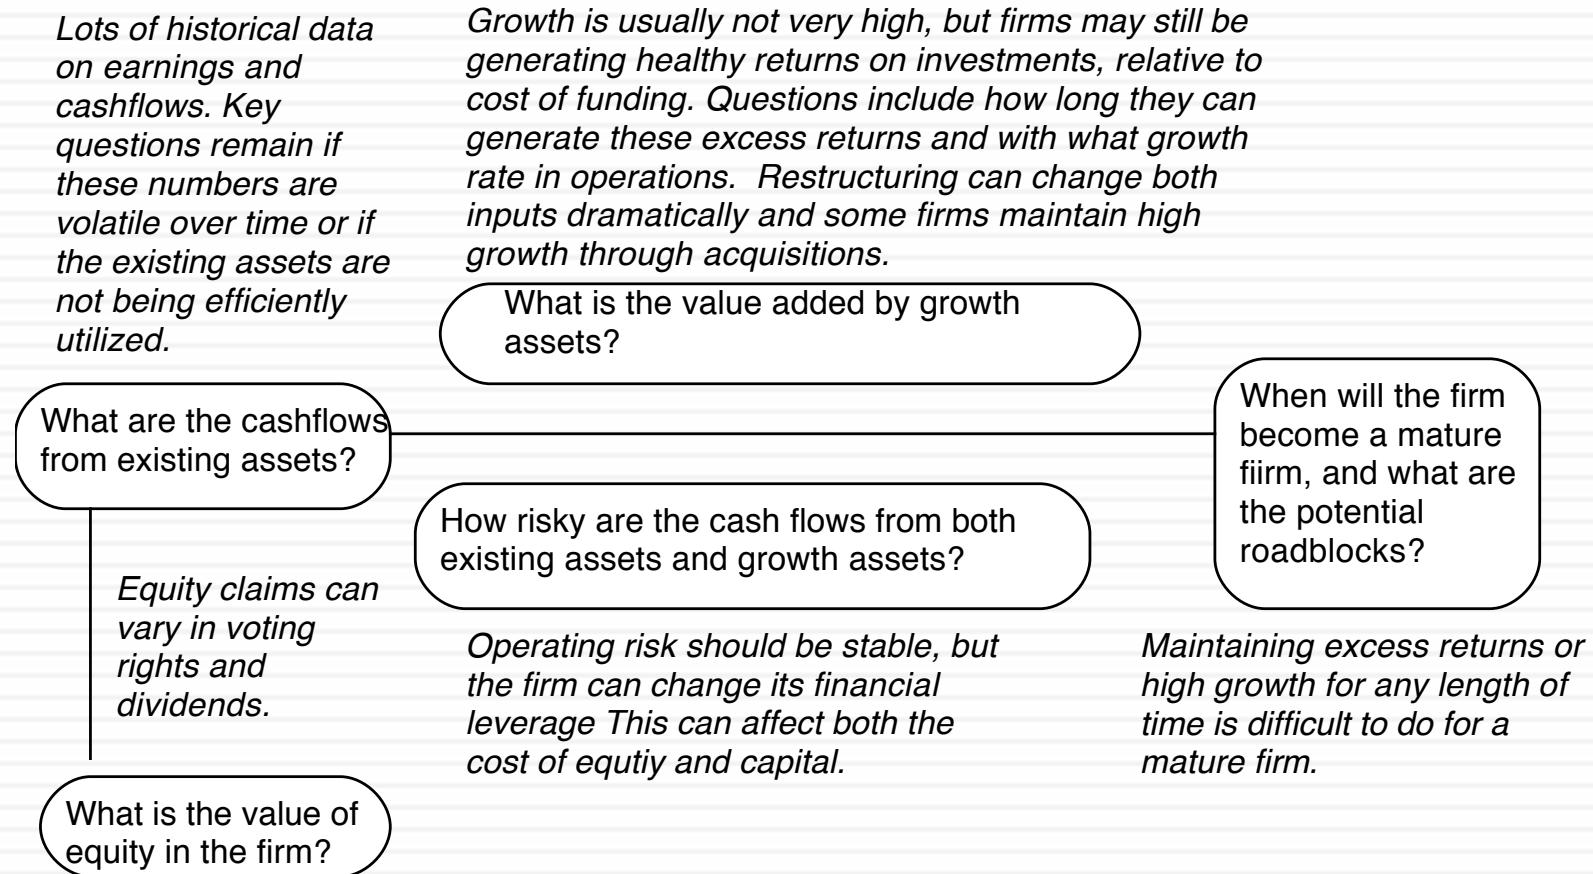 Lots of historical data
on earnings and
cashflows. Key
questions remain if
these numbers are
volatile over time or if
the existing assets are
not being efficiently
utilized.
Growth is usually not very high, but firms may still be
generating healthy returns on investments, relative to
cost of funding. Questions include how long they can
generate these excess returns and with what growth
rate in operations.  Restructuring can change both
inputs dramatically and some firms maintain high
growth through acquisitions.
What is the value added by growth
assets?
What are the cashflows
from existing assets?
When will the firm
become a mature
fiirm, and what are
the potential
roadblocks?
How risky are the cash flows from both
existing assets and growth assets?
Equity claims can
vary in voting
rights and
dividends.
Operating risk should be stable, but
the firm can change its financial
leverage This can affect both the
cost of equtiy and capital.
Maintaining excess returns or
high growth for any length of
time is difficult to do for a
mature firm.
What is the value of
equity in the firm?